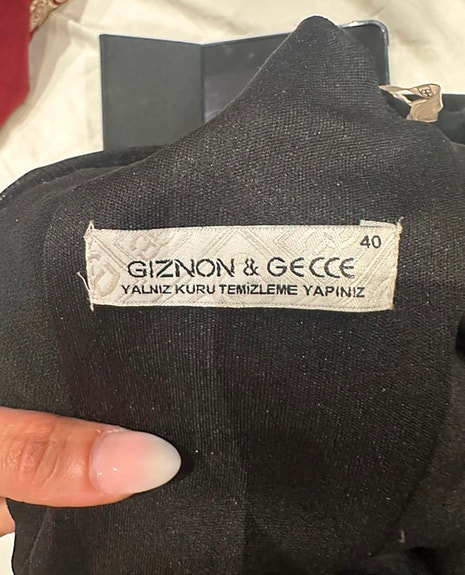 40
GIZNON & GECCE
YALNIZ KURU TEMİZLEME YAPINIZ